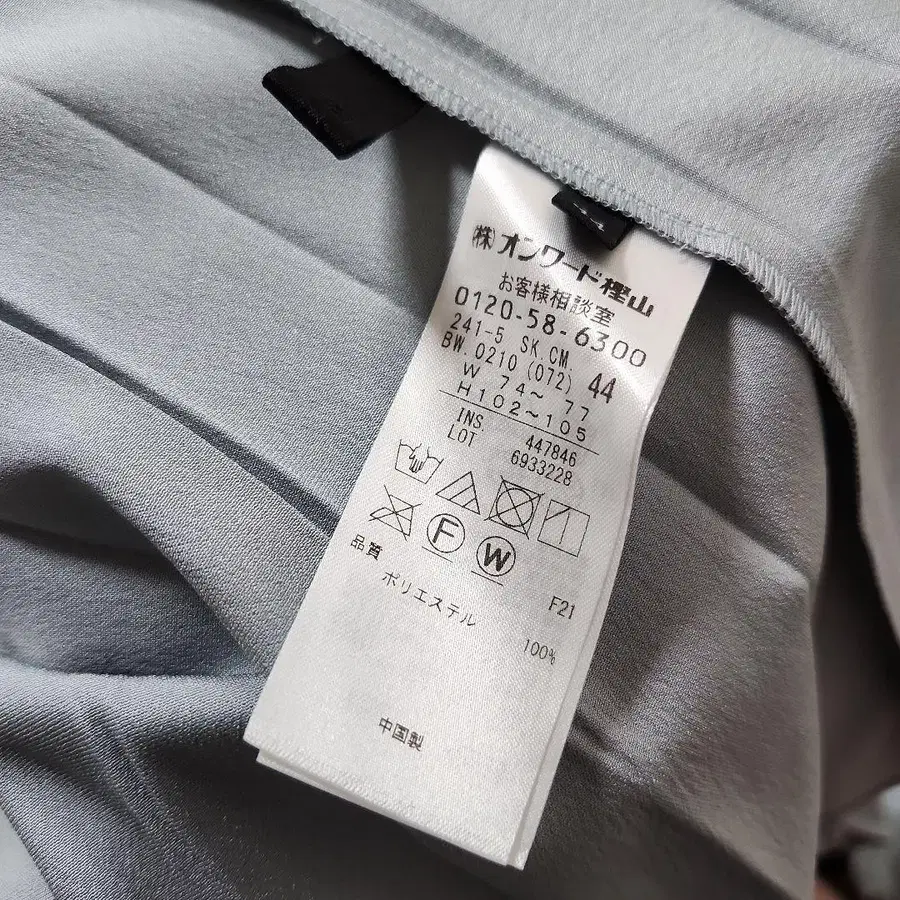 44
㈱オンワード樫山
お客様相談室
0120-58-6300
241-5 SK.CM.
BW.0210 (072) 44
W 74～ 77
H102～105
INS 447846
LOT 6933228
F W
品質 F21
ポリエステル 100%
中国製